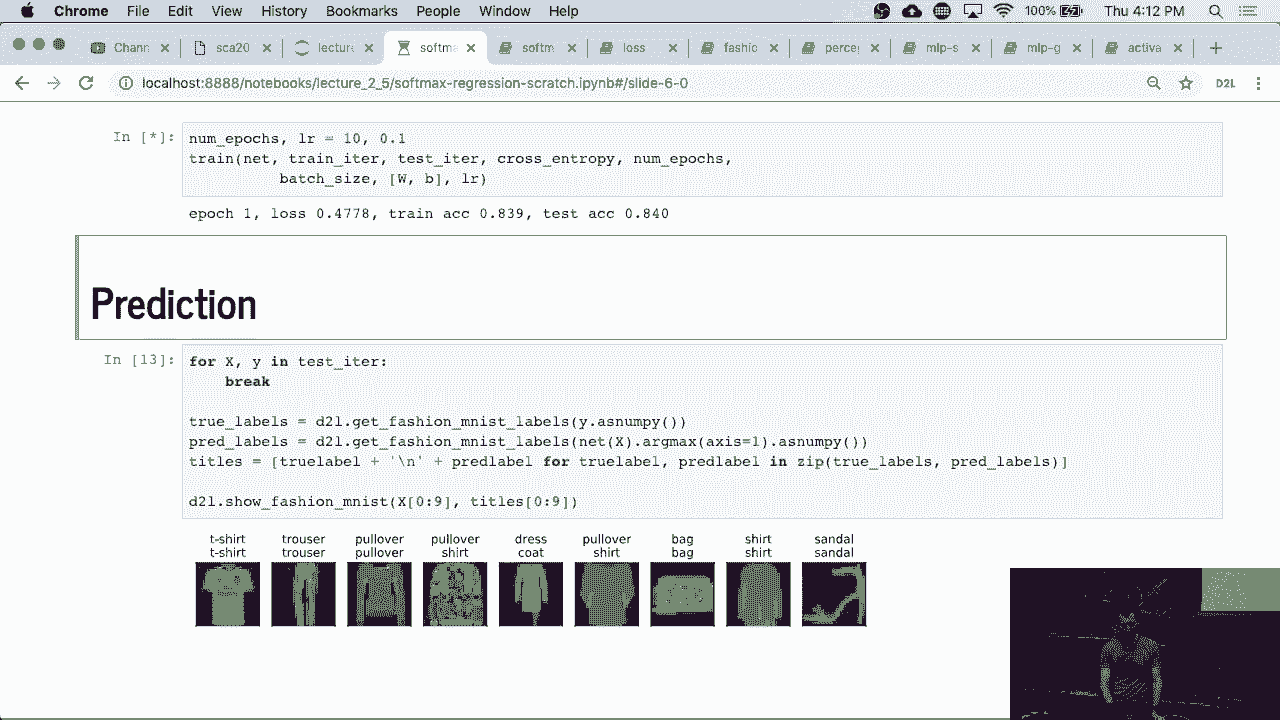 Chrome File Edit View History Bookmarks People Window Help 100% Thu 4:12 PM
Chann sca20 lecture softma softm loss fashio percep mlp-s mlp-g activa
localhost:8888/notebooks/lecture_2_5/softmax-regression-scratch.ipynb#/slide-6-0 D2L
In [*]: num_epochs, lr = 10, 0.1
train(net, train_iter, test_iter, cross_entropy, num_epochs,
batch_size, [W, b], lr)
epoch 1, loss 0.4778, train acc 0.839, test acc 0.840
Prediction
In [13]: for X, y in test_iter:
break
true_labels = d2l.get_fashion_mnist_labels(y.asnumpy())
pred_labels = d2l.get_fashion_mnist_labels(net(X).argmax(axis=1).asnumpy())
titles = [truelabel + '\n' + predlabel for truelabel, predlabel in zip(true_labels, pred_labels)]
d2l.show_fashion_mnist(X[0:9], titles[0:9])
t-shirt trouser pullover pullover dress pullover bag shirt sandal
t-shirt trouser pullover shirt coat shirt bag shirt sandal